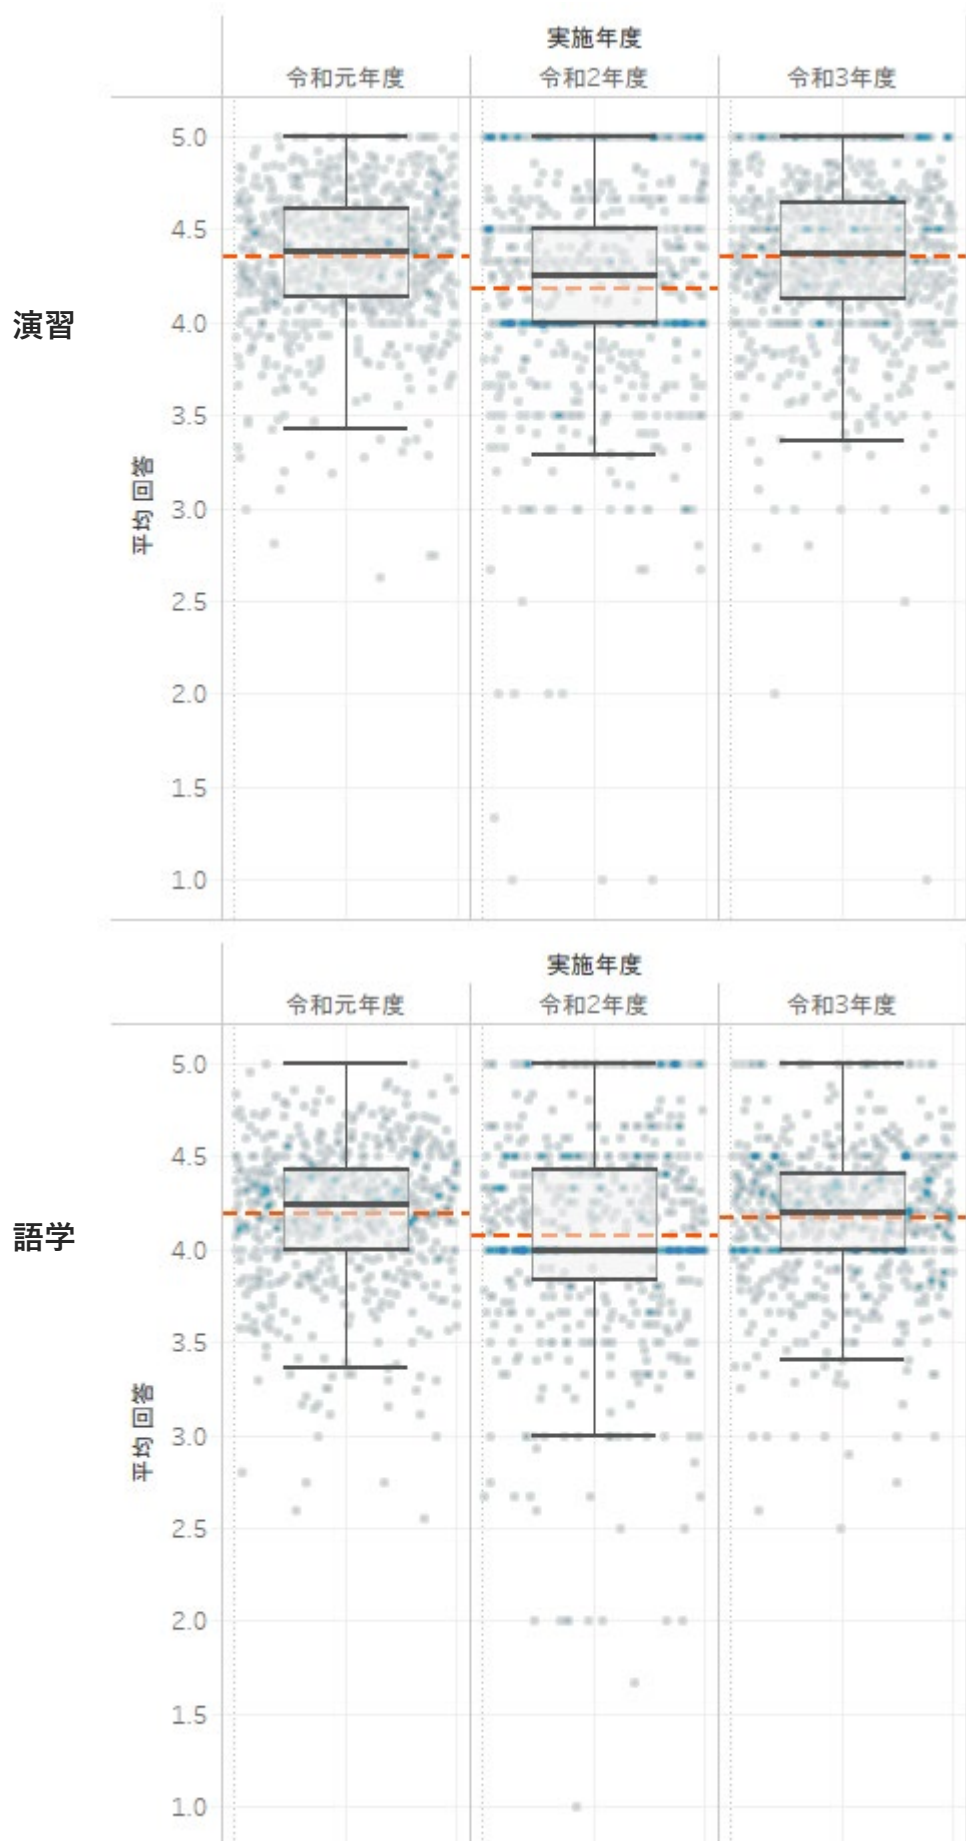 実施年度
令和元年度 令和2年度 令和3年度
演習
平均 回答
5.0
4.5
4.0
3.5
3.0
2.5
2.0
1.5
1.0
実施年度
令和元年度 令和2年度 令和3年度
語学
平均 回答
5.0
4.5
4.0
3.5
3.0
2.5
2.0
1.5
1.0